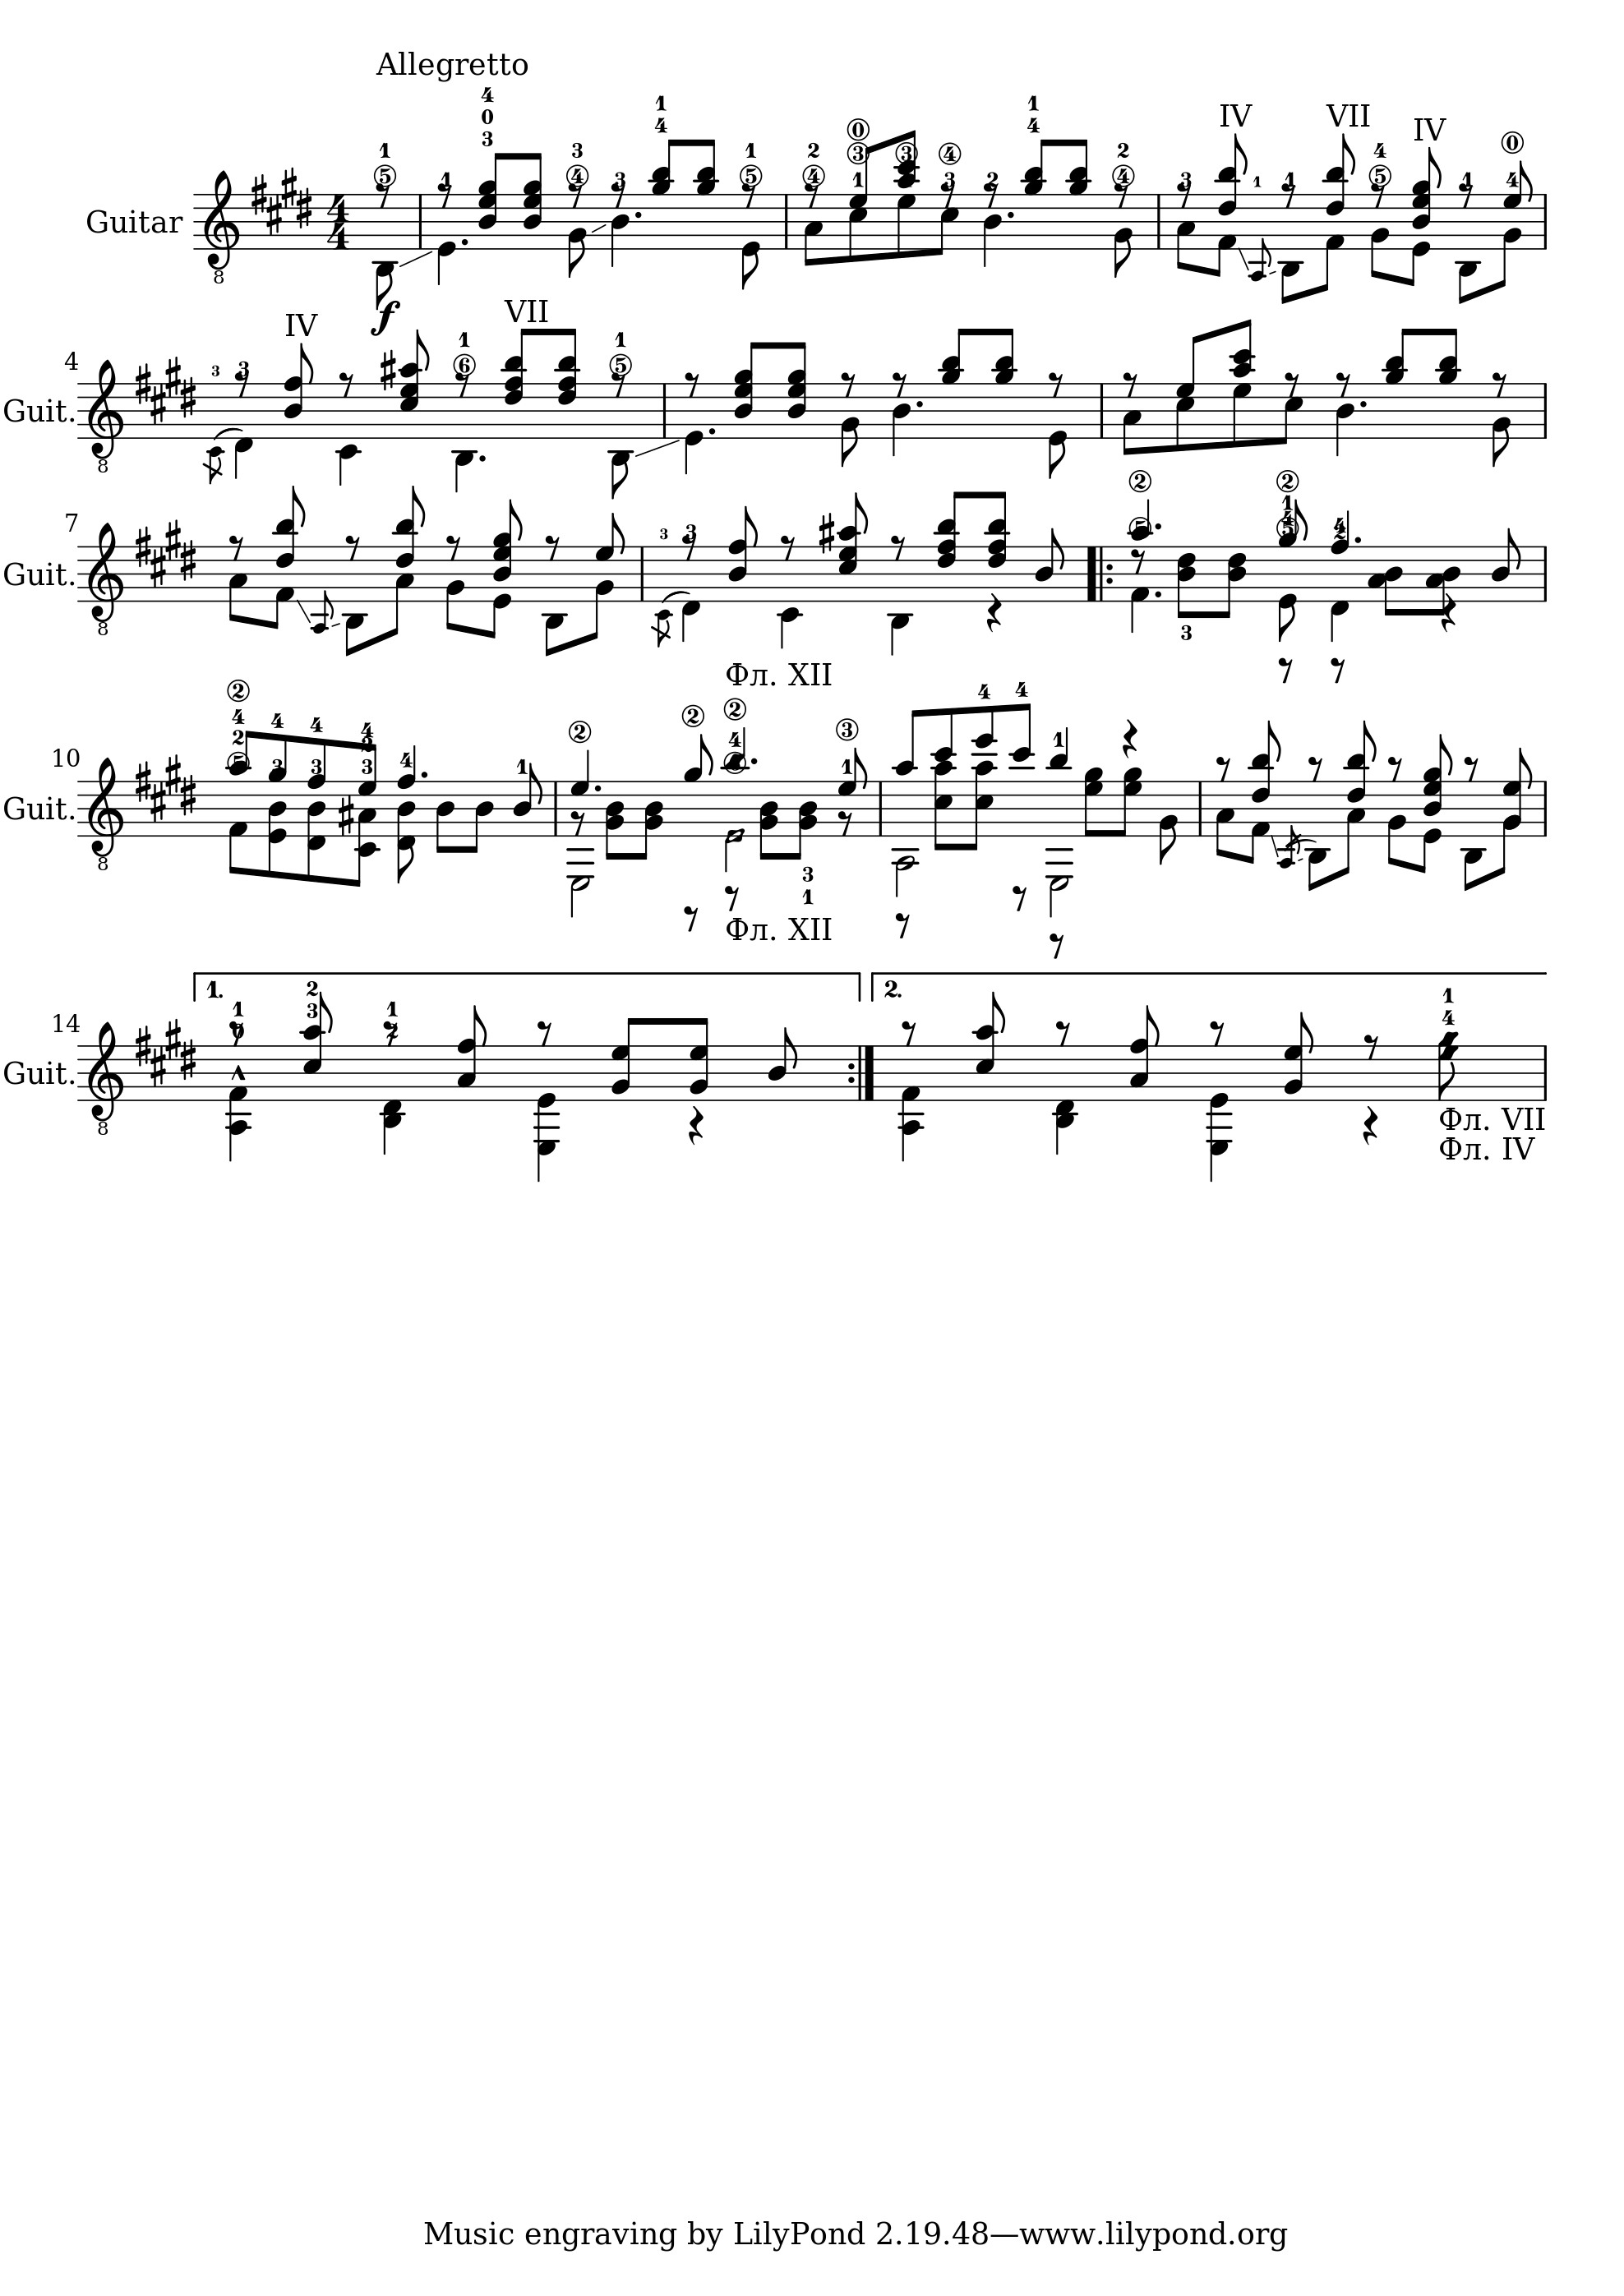 Allegretto
IV VII IV
Guitar
f
IV VII
4
Guit.
7
Guit.
Фл. XII
10
Guit.
Фл. XII
1. 2.
14
Guit.
Фл. VII
Фл. IV
Music engraving by LilyPond 2.19.48—www.lilypond.org